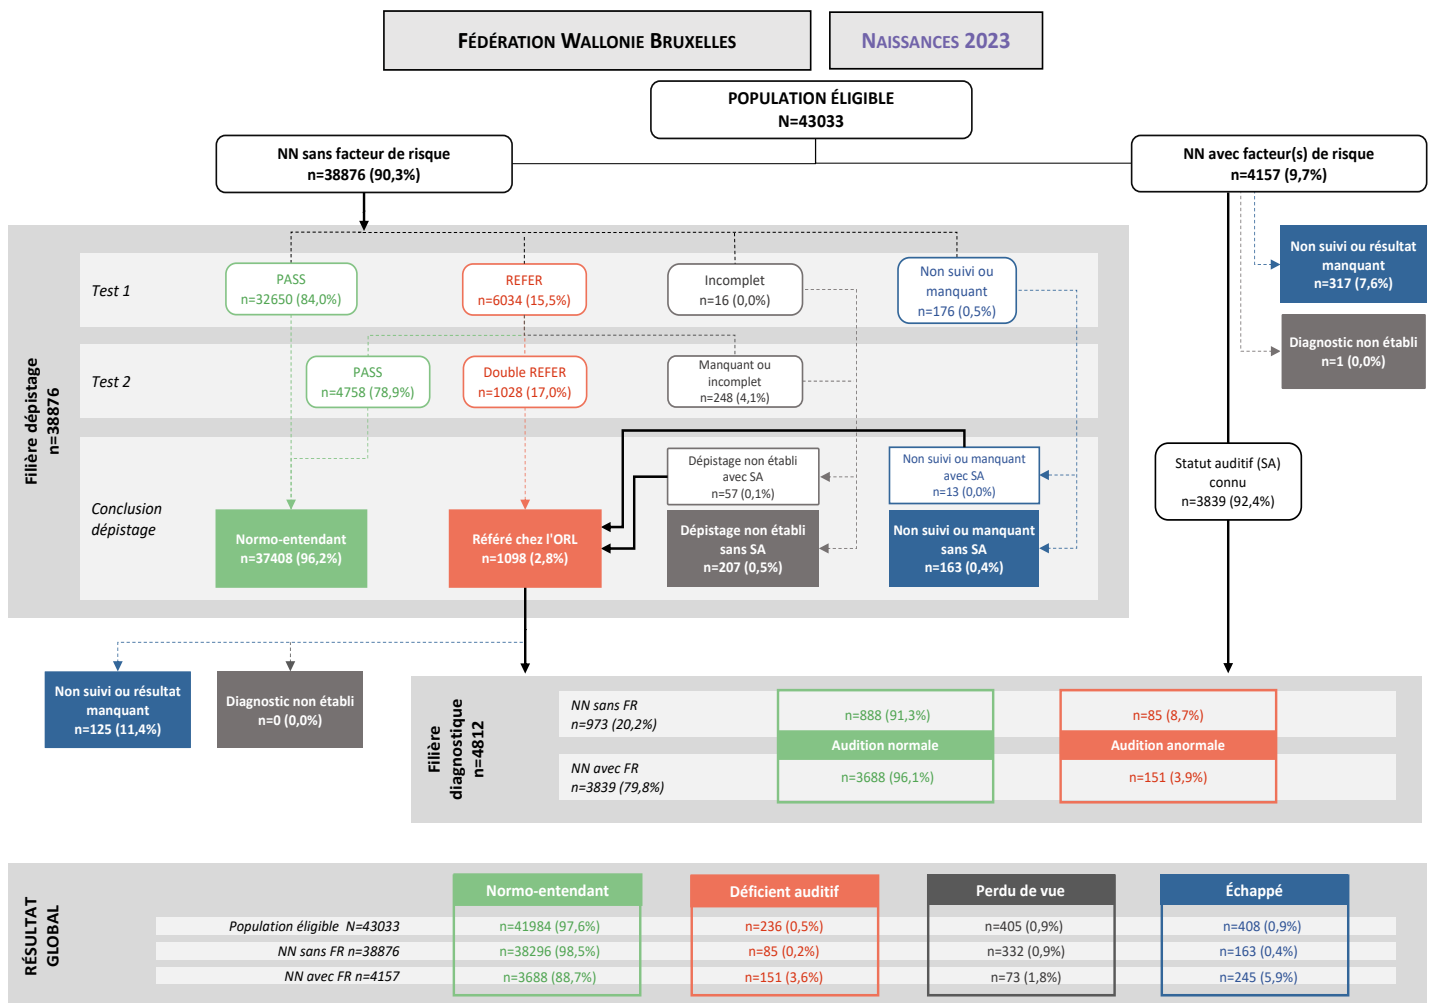 FÉDÉRATION WALLONIE BRUXELLES
NAISSANCES 2023
POPULATION ÉLIGIBLE
N=43033
NN sans facteur de risque
n=38876 (90,3%)
NN avec facteur(s) de risque
n=4157 (9,7%)
Filière dépistage
n=38876
Test 1
PASS
n=32650 (84,0%)
REFER
n=6034 (15,5%)
Incomplet
n=16 (0,0%)
Non suivi ou
manquant
n=176 (0,5%)
Non suivi ou résultat
manquant
n=317 (7,6%)
Diagnostic non établi
n=1 (0,0%)
Test 2
PASS
n=4758 (78,9%)
Double REFER
n=1028 (17,0%)
Manquant ou
incomplet
n=248 (4,1%)
Conclusion
dépistage
Normo-entendant
n=37408 (96,2%)
Référé chez l'ORL
n=1098 (2,8%)
Dépistage non établi
avec SA
n=57 (0,1%)
Dépistage non établi
sans SA
n=207 (0,5%)
Non suivi ou manquant
avec SA
n=13 (0,0%)
Non suivi ou manquant
sans SA
n=163 (0,4%)
Statut auditif (SA)
connu
n=3839 (92,4%)
Non suivi ou résultat
manquant
n=125 (11,4%)
Diagnostic non établi
n=0 (0,0%)
Filière
diagnostique
n=4812
NN sans FR
n=973 (20,2%)
n=888 (91,3%)
n=85 (8,7%)
Audition normale
Audition anormale
NN avec FR
n=3839 (79,8%)
n=3688 (96,1%)
n=151 (3,9%)
RÉSULTAT
GLOBAL
Normo-entendant
Déficient auditif
Perdu de vue
Échappé
Population éligible N=43033
n=41984 (97,6%)
n=236 (0,5%)
n=405 (0,9%)
n=408 (0,9%)
NN sans FR n=38876
n=38296 (98,5%)
n=85 (0,2%)
n=332 (0,9%)
n=163 (0,4%)
NN avec FR n=4157
n=3688 (88,7%)
n=151 (3,6%)
n=73 (1,8%)
n=245 (5,9%)